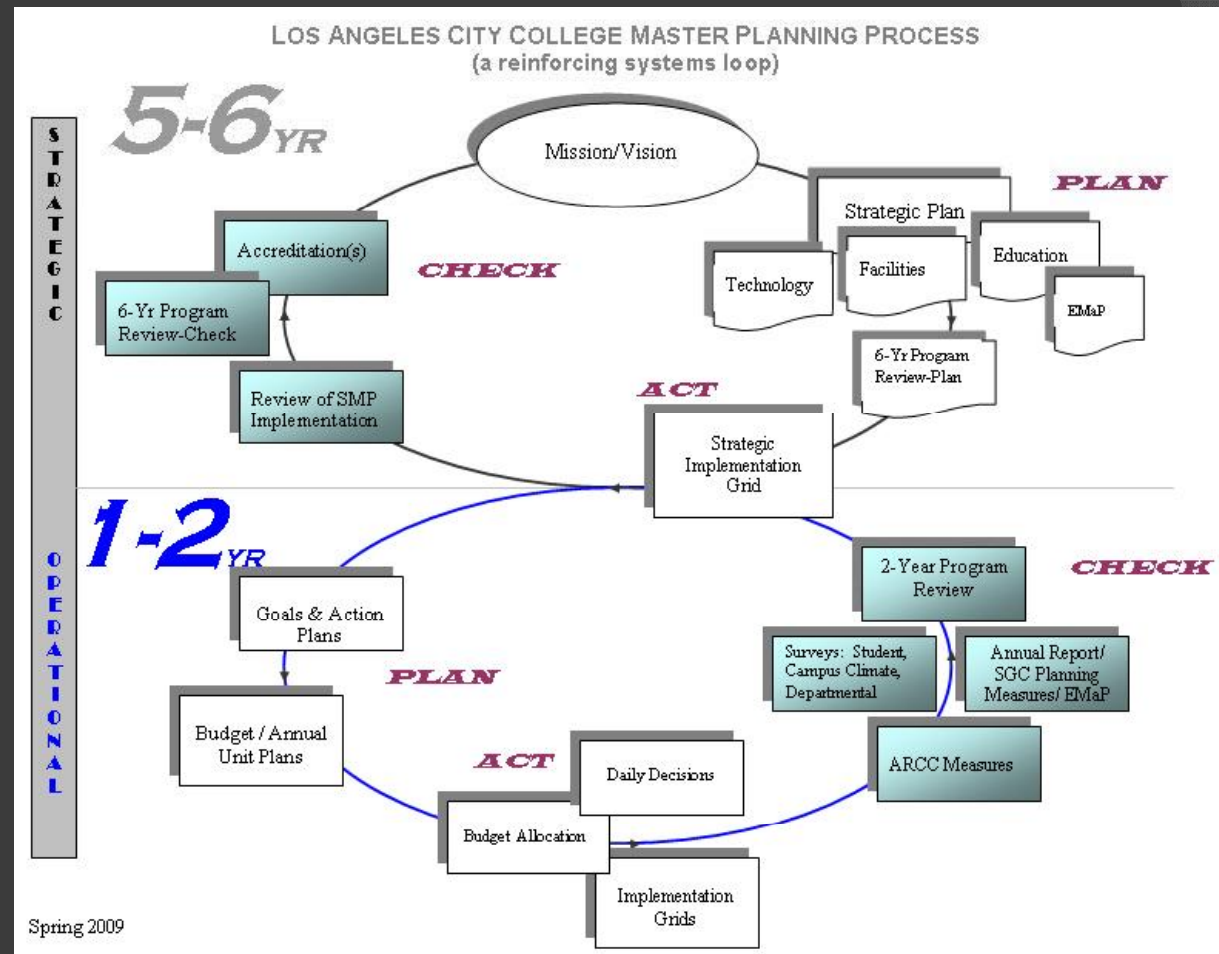 LOS ANGELES CITY COLLEGE MASTER PLANNING PROCESS
(a reinforcing systems loop)
STRATEGIC
5-6 YR
Mission/Vision
PLAN
Strategic Plan
Technology
Facilities
Education
EMaP
6-Yr Program
Review-Plan
Accreditation(s)
CHECK
6-Yr Program
Review-Check
Review of SMP
Implementation
ACT
Strategic
Implementation
Grid
OPERATIONAL
1-2 YR
Goals & Action
Plans
PLAN
Budget / Annual
Unit Plans
ACT
Daily Decisions
Budget Allocation
Implementation
Grids
2-Year Program
Review
CHECK
Surveys: Student,
Campus Climate,
Departmental
Annual Report/
SGC Planning
Measures/ EMaP
ARCC Measures
Spring 2009